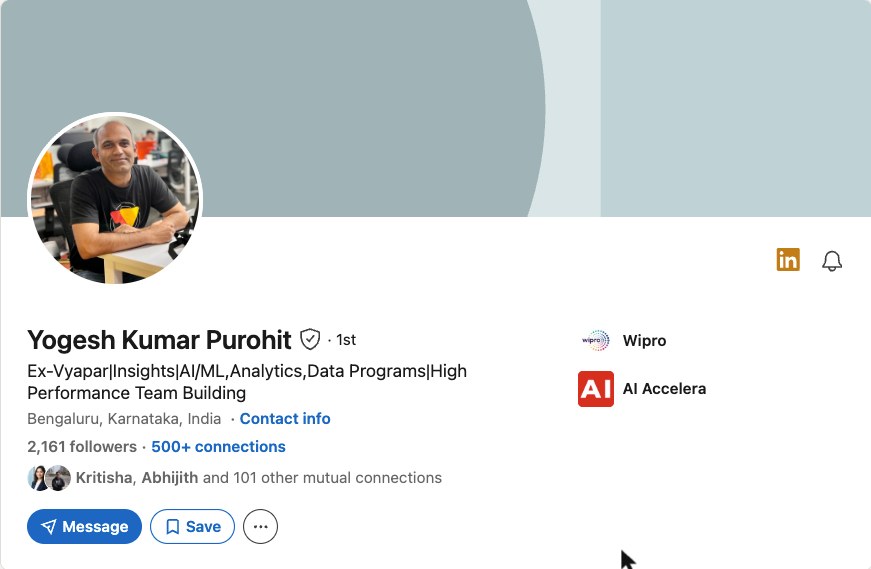 in
Yogesh Kumar Purohit · 1st
Ex-Vyapar|Insights|AI/ML,Analytics,Data Programs|High
Performance Team Building
Bengaluru, Karnataka, India · Contact info
2,161 followers · 500+ connections
Kritisha, Abhijith and 101 other mutual connections
Message
Save
wipro
Wipro
AI
AI Accelera